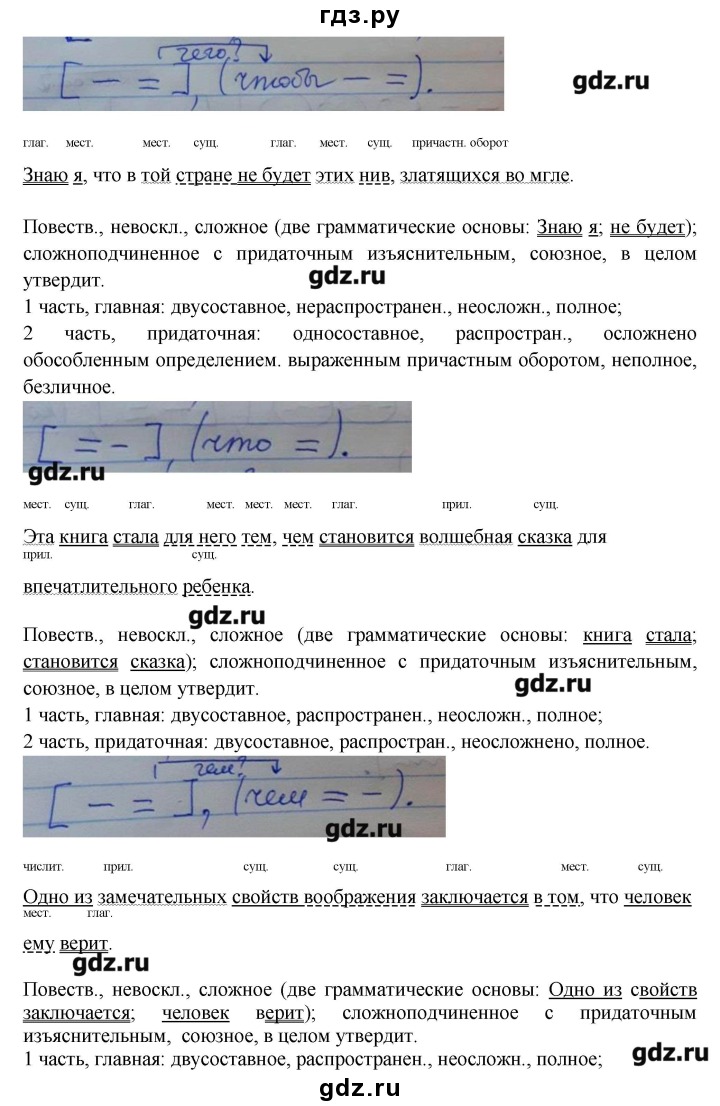 гдз.ру
чего?
[ – = ], (чтобы – = ).
gdz.ru
глаг. мест. мест. сущ. глаг. мест. сущ. причастн. оборот
Знаю я, что в той стране не будет этих нив, златящихся во мгле.
Повеств., невоскл., сложное (две грамматические основы: Знаю я; не будет);
сложноподчиненное с придаточным изъяснительным, союзное, в целом
утвердит.
gdz.ru
1 часть, главная: двусоставное, нераспространен., неосложн., полное;
2 часть, придаточная: односоставное, распростран., осложнено
обособленным определением. выраженным причастным оборотом, неполное,
безличное.
[ = – ], (что = ).
gdz.ru
мест. сущ. глаг. мест. мест. мест. глаг. прил. сущ.
Эта книга стала для него тем, чем становится волшебная сказка для
прил. сущ.
впечатлительного ребенка.
gdz.ru
Повеств., невоскл., сложное (две грамматические основы: книга стала;
становится сказка); сложноподчиненное с придаточным изъяснительным,
союзное, в целом утвердит.
gdz.ru
1 часть, главная: двусоставное, распространен., неосложн., полное;
2 часть, придаточная: двусоставное, распростран., неосложнено, полное.
чем?
[ – = ], (чем = – ).
gdz.ru
числит. прил. сущ. сущ. глаг. мест. сущ.
Одно из замечательных свойств воображения заключается в том, что человек
мест. глаг.
ему верит.
gdz.ru
Повеств., невоскл., сложное (две грамматические основы: Одно из свойств
заключается; человек верит); сложноподчиненное с придаточным
изъяснительным, союзное, в целом утвердит.
1 часть, главная: двусоставное, распространен., неосложн., полное;
gdz.ru
gdz.ru